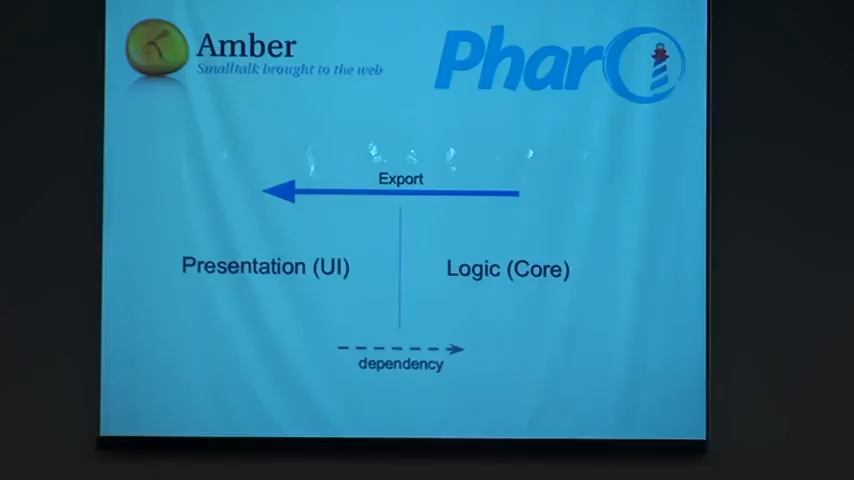 Amber
Smalltalk brought to the web
Pharo
Export
Presentation (UI)
Logic (Core)
dependency